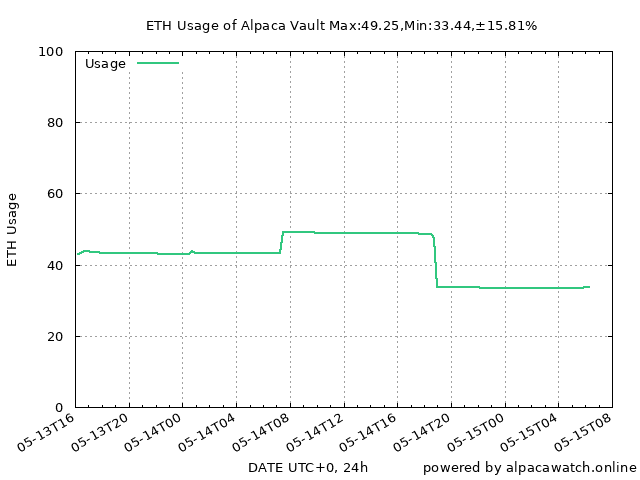 ETH Usage of Alpaca Vault Max:49.25,Min:33.44,±15.81%
Usage
ETH Usage
100
80
60
40
20
0
05-13T16
05-13T20
05-14T00
05-14T04
05-14T08
05-14T12
05-14T16
05-14T20
05-15T00
05-15T04
05-15T08
DATE UTC+0, 24h
powered by alpacawatch.online